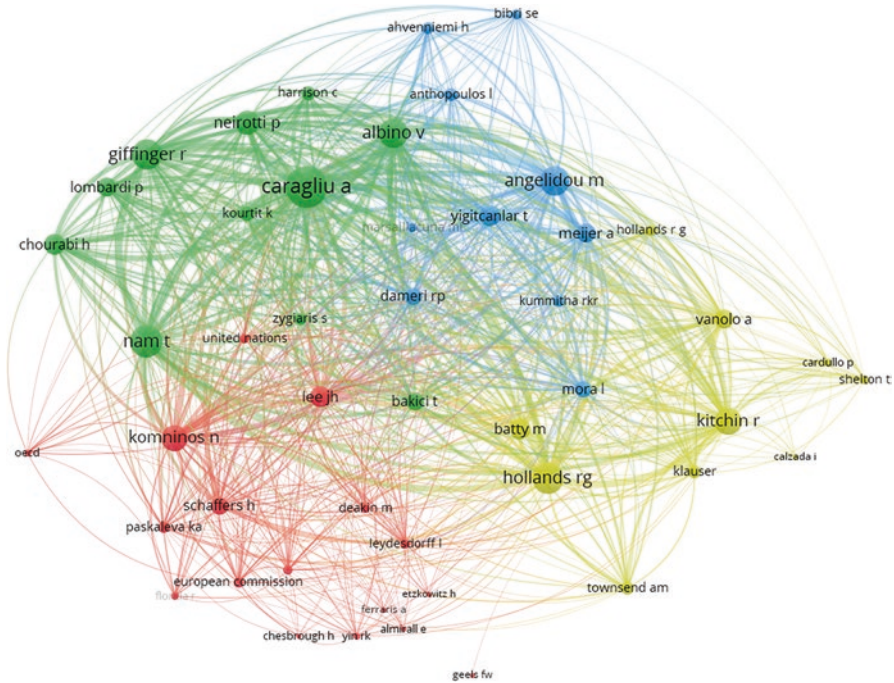 bibri se
ahvenniemi h
harrison c
anthopoulos l
neirotti p
albino v
giffinger r
lombardi p
caragliu a
angelidou m
kourtit k
yigitcanlar t
chourabi h
meijer a
hollands r g
dameri rp
kummitha rkr
zygiaris s
vanolo a
united nations
nam t
cardullo p
shelton t
mora l
lee jh
bakici t
komninos n
batty m
kitchin r
oecd
calzada i
hollands rg
klauser
schaffers h
deakin m
paskaleva ka
leydesdorff l
european commission
townsend am
etzkowitz h
ferraris a
almirall e
chesbrough h
yin rk
geels fw